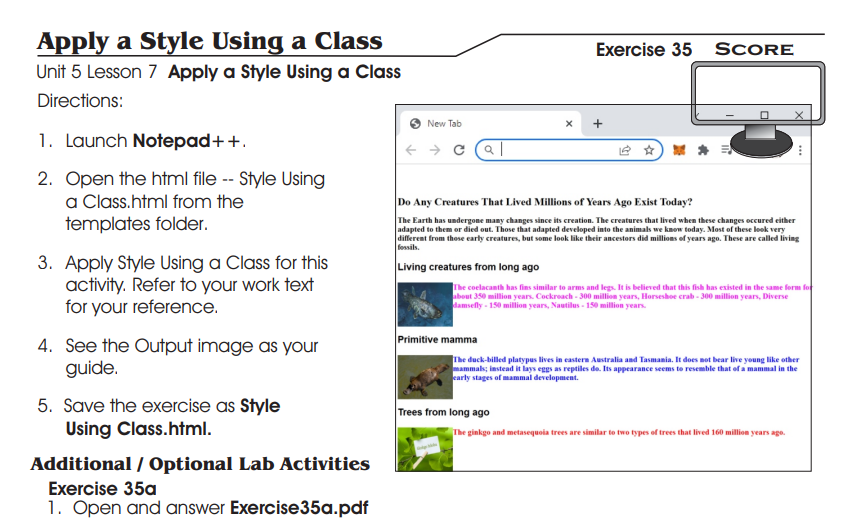 Apply a Style Using a Class
Exercise 35 SCORE
Unit 5 Lesson 7 Apply a Style Using a Class
Directions:
1. Launch Notepad++.
2. Open the html file -- Style Using
a Class.html from the
templates folder.
3. Apply Style Using a Class for this
activity. Refer to your work text
for your reference.
4. See the Output image as your
guide.
5. Save the exercise as Style
Using Class.html.
Additional / Optional Lab Activities
Exercise 35a
1. Open and answer Exercise35a.pdf
New Tab
Do Any Creatures That Lived Millions of Years Ago Exist Today?
The Earth has undergone many changes since its creation. The creatures that lived when these changes occured either
adapted to them or died out. Those that adapted developed into the animals we know today. Most of these look very
different from those early creatures, but some look like their ancestors did millions of years ago. These are called living
fossils.
Living creatures from long ago
The coelacanth has fins similar to arms and legs. It is believed that this fish has existed in the same form for
about 350 million years. Cockroach - 300 million years, Horseshoe crab - 300 million years, Diverse
damsefly - 150 million years, Nautilus - 150 million years.
Primitive mamma
The duck-billed platypus lives in eastern Australia and Tasmania. It does not bear live young like other
mammals; instead it lays eggs as reptiles do. Its appearance seems to resemble that of a mammal in the
early stages of mammal development.
Trees from long ago
The ginkgo and metasequoia trees are similar to two types of trees that lived 160 million years ago.